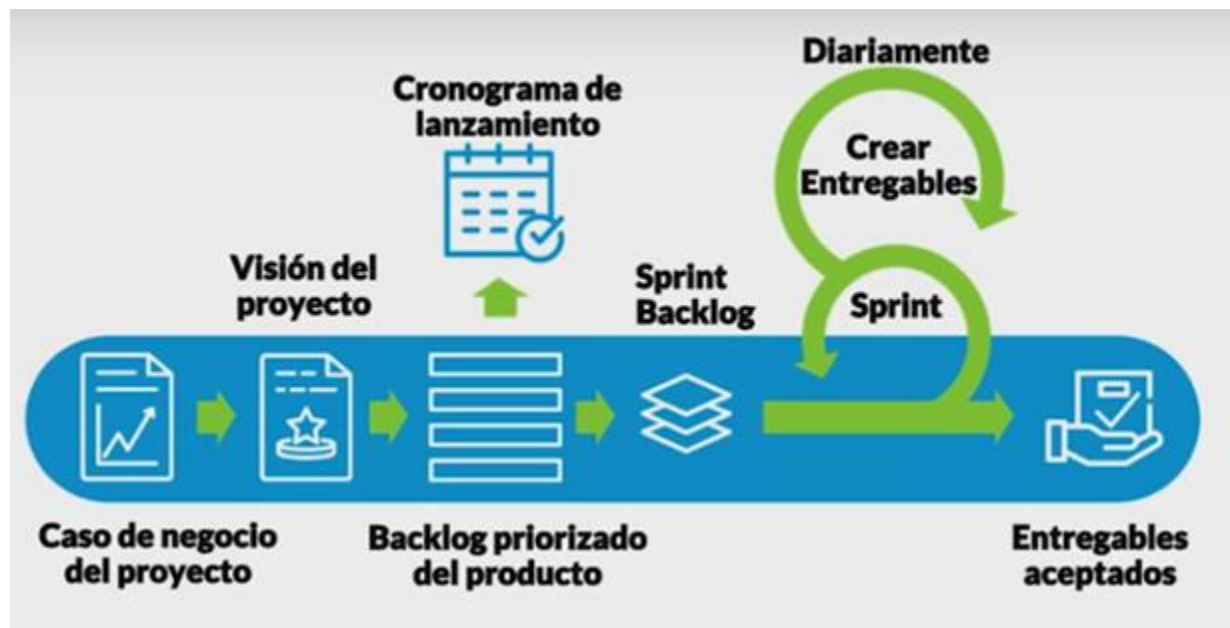 Diariamente
Cronograma de
lanzamiento
Crear
Entregables
Visión del
proyecto
Sprint
Backlog
Sprint
Caso de negocio
del proyecto
Backlog priorizado
del producto
Entregables
aceptados